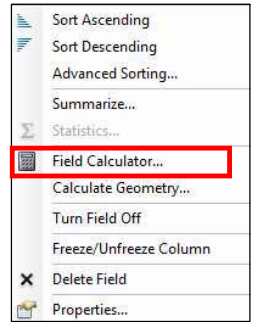 Sort Ascending
Sort Descending
Advanced Sorting...
Summarize...
Σ Statistics...
Field Calculator...
Calculate Geometry...
Turn Field Off
Freeze/Unfreeze Column
Delete Field
Properties...